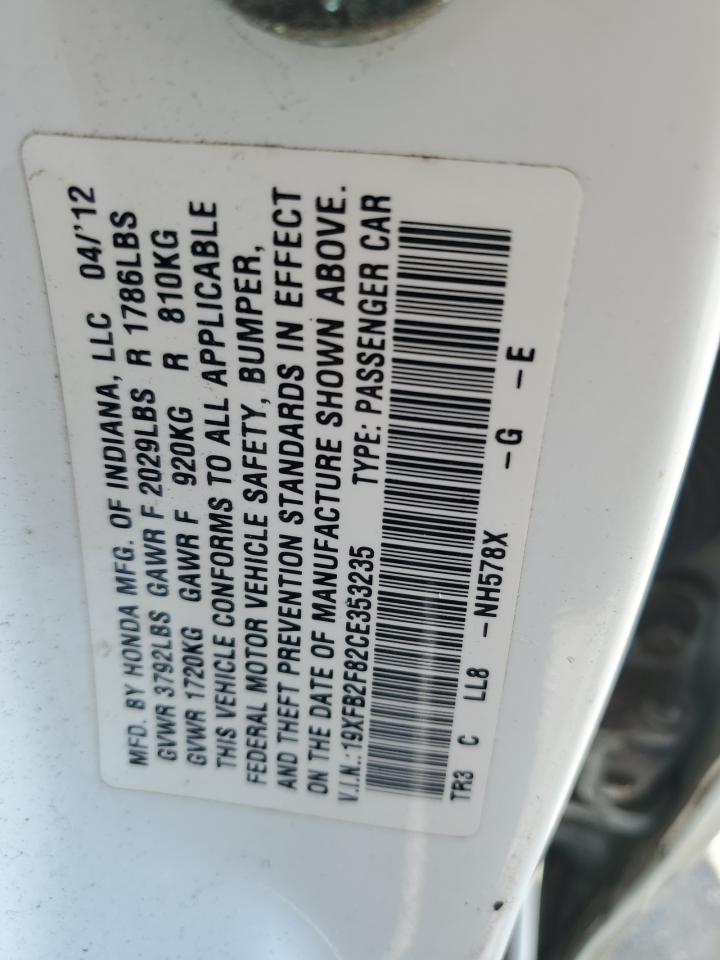 MFD. BY HONDA MFG. OF INDIANA, LLC 04/'12
GVWR 3792LBS GAWR F 2029LBS R 1786LBS
GVWR 1720KG GAWR F 920KG R 810KG
THIS VEHICLE CONFORMS TO ALL APPLICABLE
FEDERAL MOTOR VEHICLE SAFETY, BUMPER,
AND THEFT PREVENTION STANDARDS IN EFFECT
ON THE DATE OF MANUFACTURE SHOWN ABOVE.
V.I.N.:19XFB2F82CE353235 TYPE: PASSENGER CAR
TR3 C LL8 -NH578X -G -E